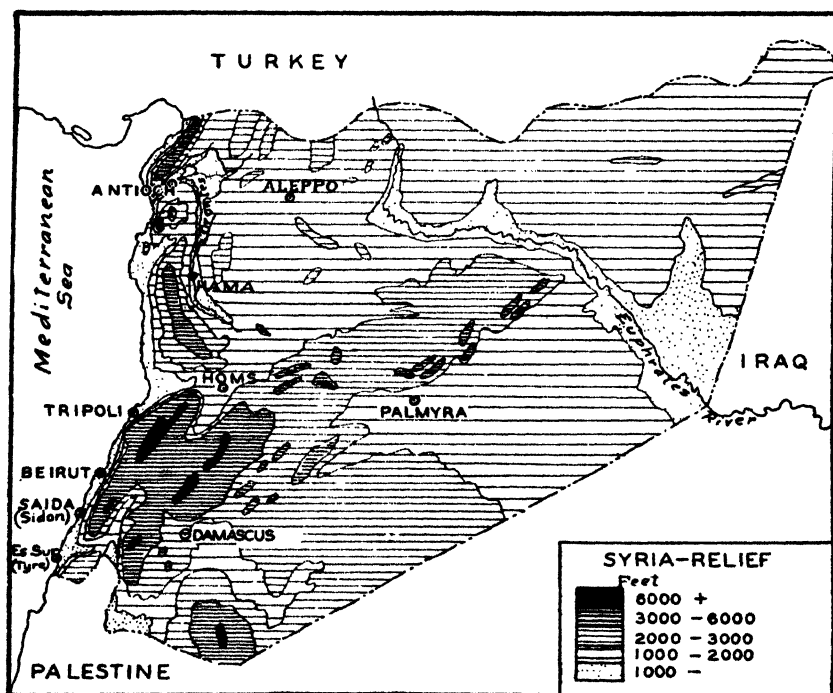 TURKEY
Mediterranean
Sea
ANTIOCH
ALEPPO
HAMA
HOMS
Euphrates
River
IRAQ
TRIPOLI
PALMYRA
BEIRUT
SAIDA
(Sidon)
DAMASCUS
Es Sur
(Tyre)
PALESTINE
SYRIA-RELIEF
Feet
6000 +
3000 - 6000
2000 - 3000
1000 - 2000
1000 -